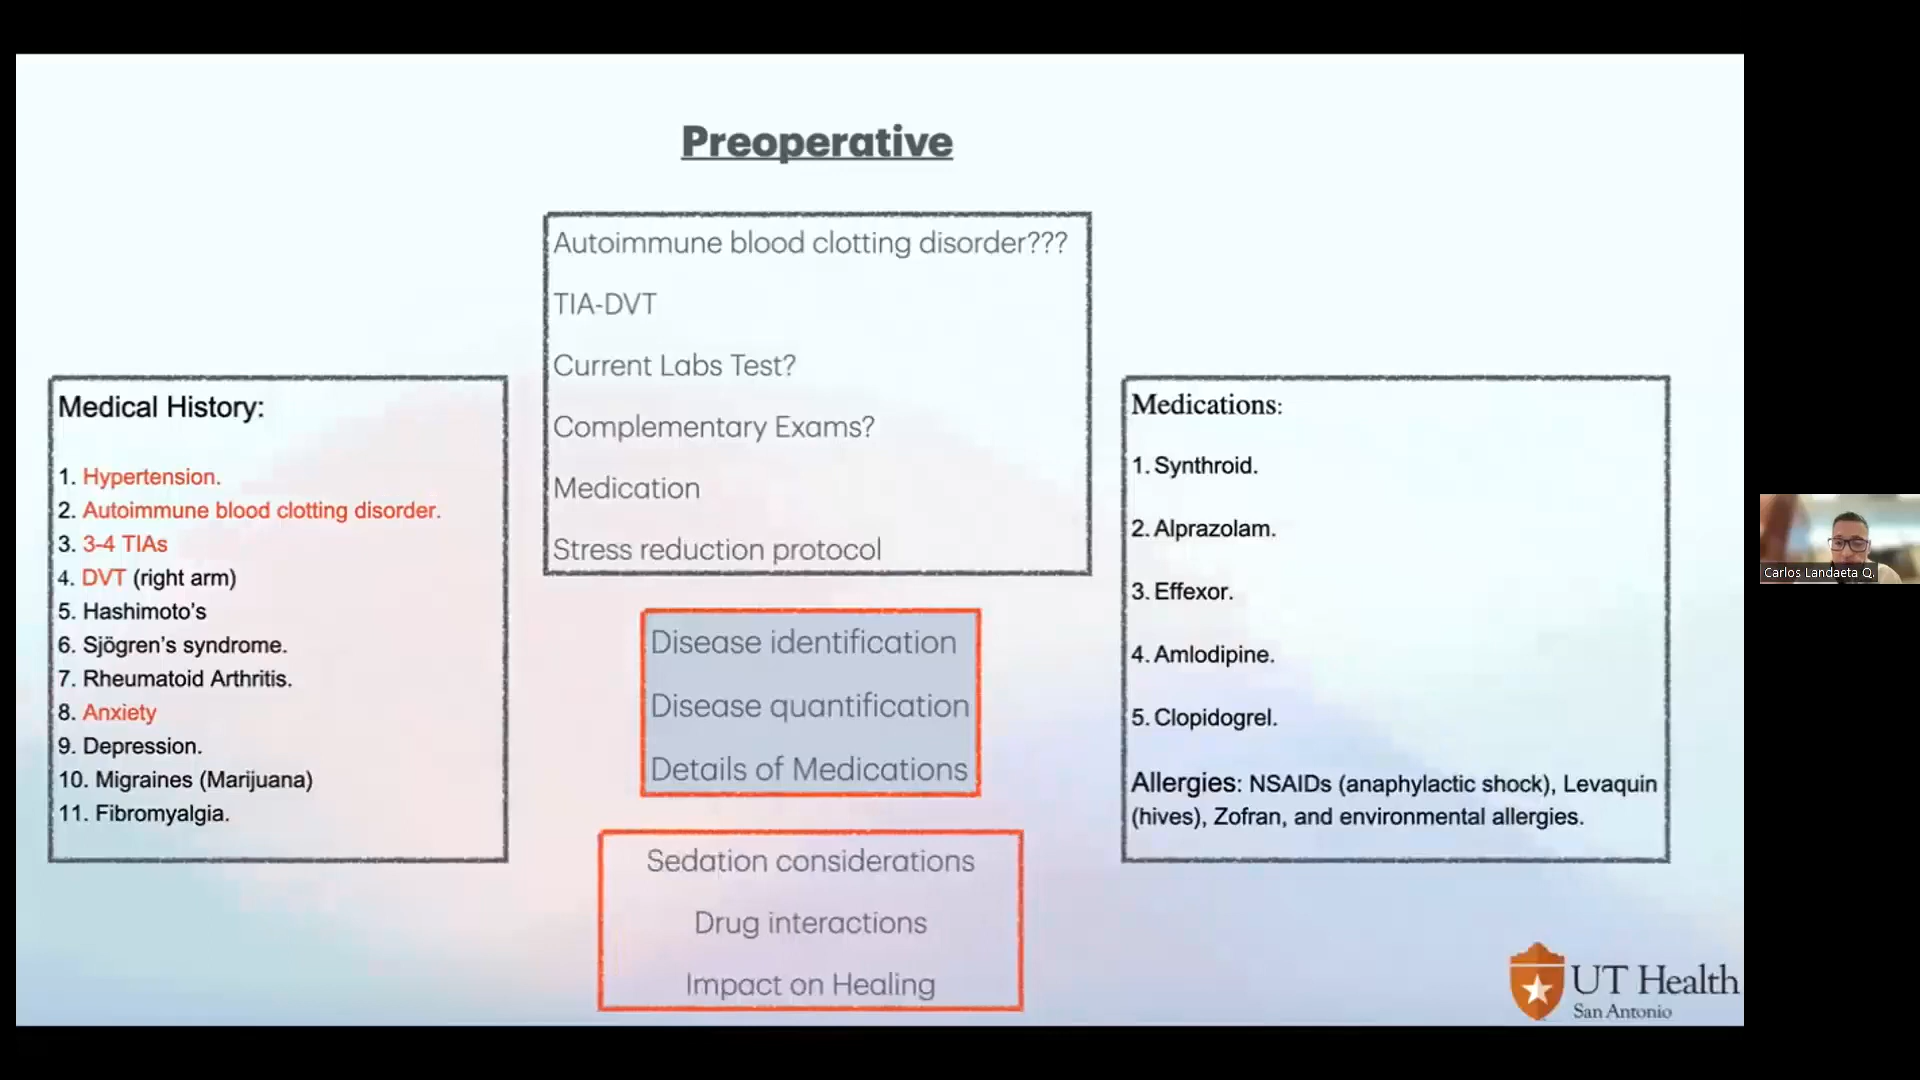 Preoperative
Autoimmune blood clotting disorder???
TIA-DVT
Current Labs Test?
Complementary Exams?
Medication
Stress reduction protocol
Medical History:
1. Hypertension.
2. Autoimmune blood clotting disorder.
3. 3-4 TIAs
4. DVT (right arm)
5. Hashimoto's
6. Sjögren's syndrome.
7. Rheumatoid Arthritis.
8. Anxiety
9. Depression.
10. Migraines (Marijuana)
11. Fibromyalgia.
Disease identification
Disease quantification
Details of Medications
Sedation considerations
Drug interactions
Impact on Healing
Medications:
1. Synthroid.
2. Alprazolam.
3. Effexor.
4. Amlodipine.
5. Clopidogrel.
Allergies: NSAIDs (anaphylactic shock), Levaquin
(hives), Zofran, and environmental allergies.
Carlos Landaeta Q.
UT Health
San Antonio